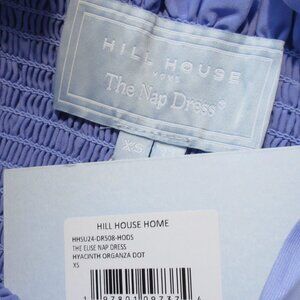 HILL HOUSE
HOME
The Nap Dress®
XS
HILL HOUSE HOME
HHSU24-DR508-HODS
THE ELISE NAP DRESS
HYACINTH ORGANZA DOT
XS